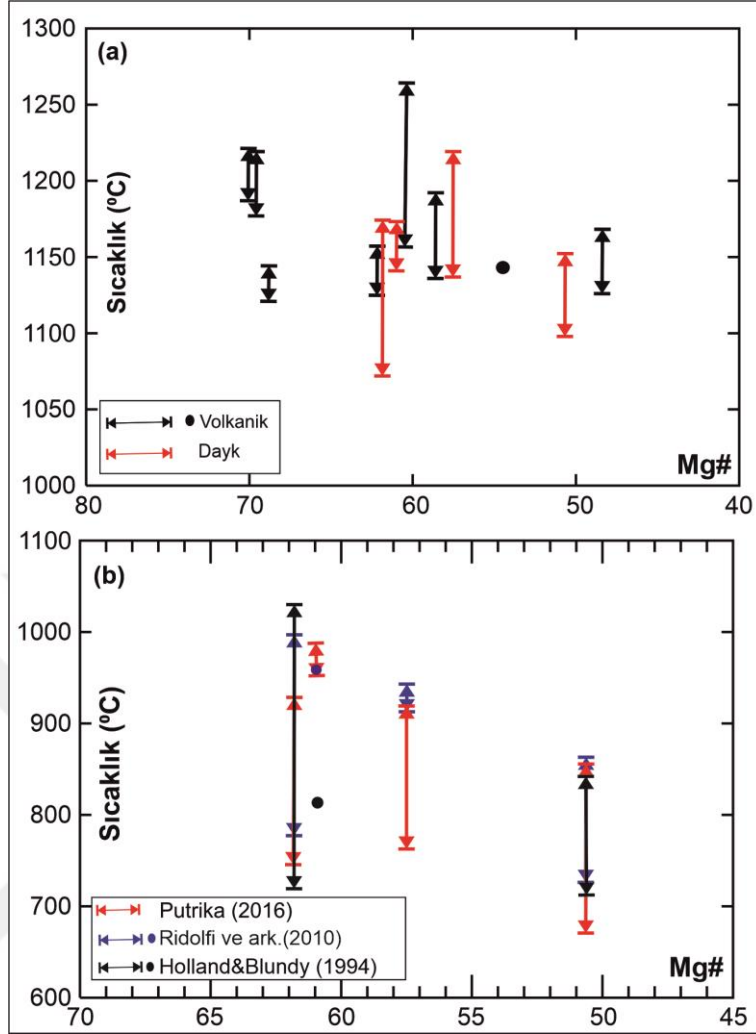 (a)
1300
1250
1200
1150
1100
1050
1000
Sıcaklık (ºC)
Volkanik
Dayk
Mg#
80
70
60
50
40
(b)
1100
1000
900
800
700
600
Sıcaklık (ºC)
Putrika (2016)
Ridolfi ve ark.(2010)
Holland&Blundy (1994)
Mg#
70
65
60
55
50
45